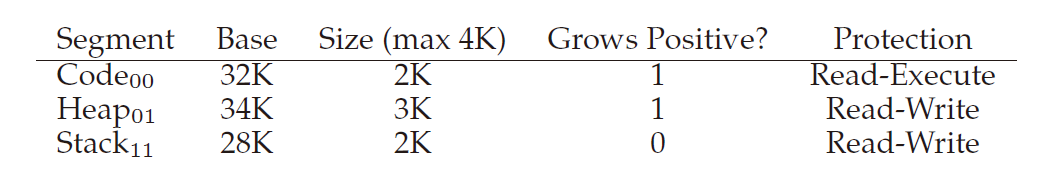 Segment Base Size (max 4K) Grows Positive? Protection
Code₀₀ 32K 2K 1 Read-Execute
Heap₀₁ 34K 3K 1 Read-Write
Stack₁₁ 28K 2K 0 Read-Write